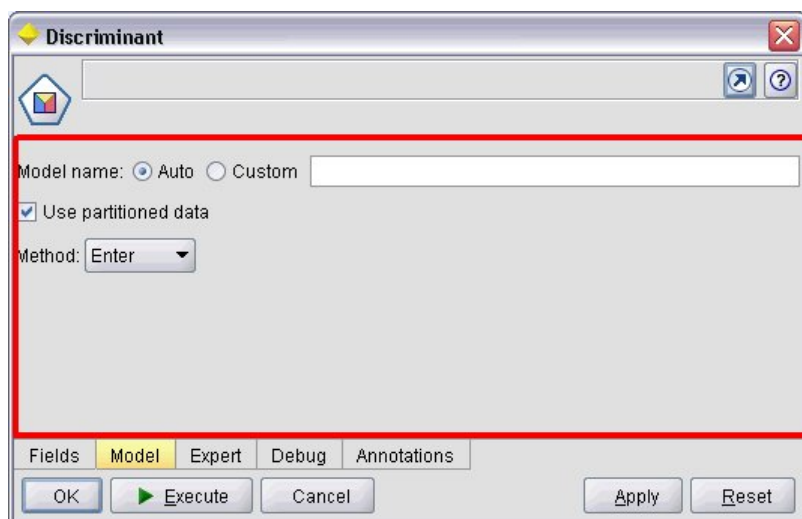 Discriminant
Model name: Auto Custom
Use partitioned data
Method: Enter
Fields Model Expert Debug Annotations
OK Execute Cancel Apply Reset